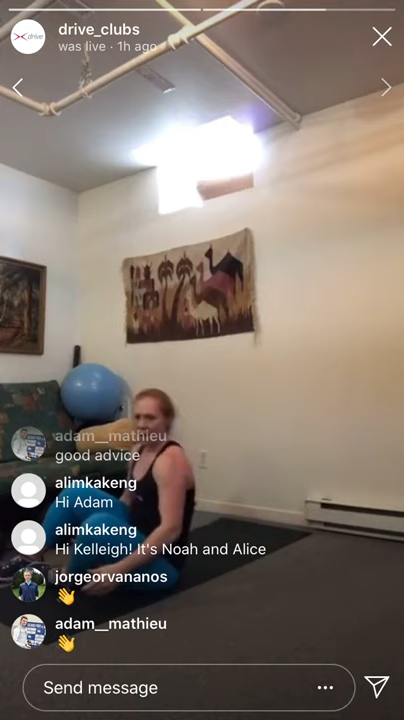 drive
drive_clubs
was live · 1h ago
adam__mathieu
good advice
alimkakeng
Hi Adam
alimkakeng
Hi Kelleigh! It's Noah and Alice
jorgeorvananos
👋
adam__mathieu
👋
Send message